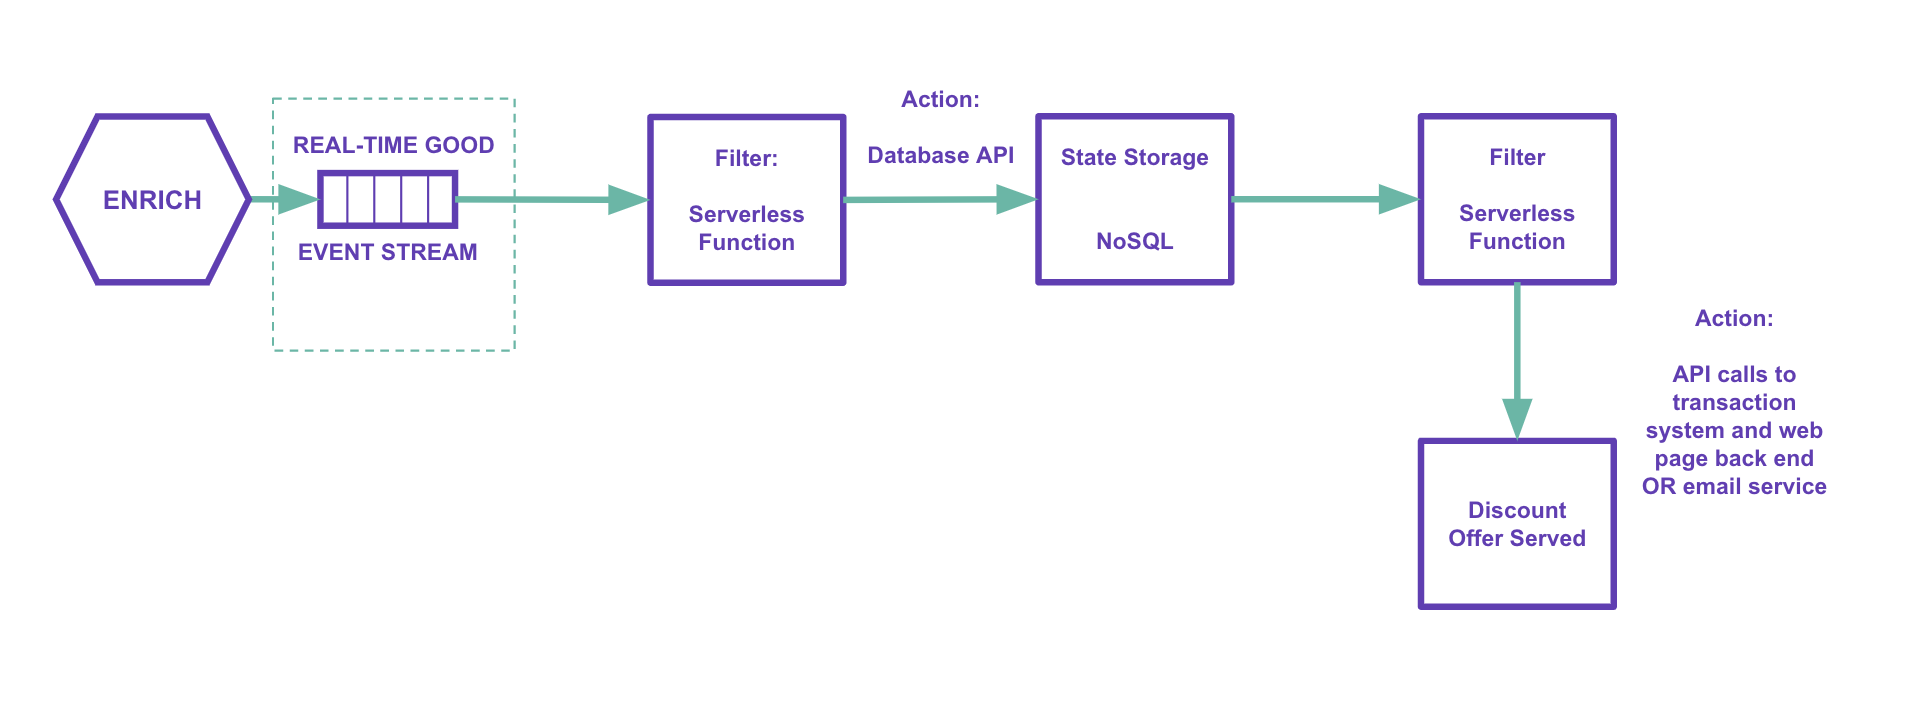 ENRICH
REAL-TIME GOOD
EVENT STREAM
Filter:
Serverless
Function
Action:
Database API
State Storage
NoSQL
Filter
Serverless
Function
Action:
API calls to
transaction
system and web
page back end
OR email service
Discount
Offer Served